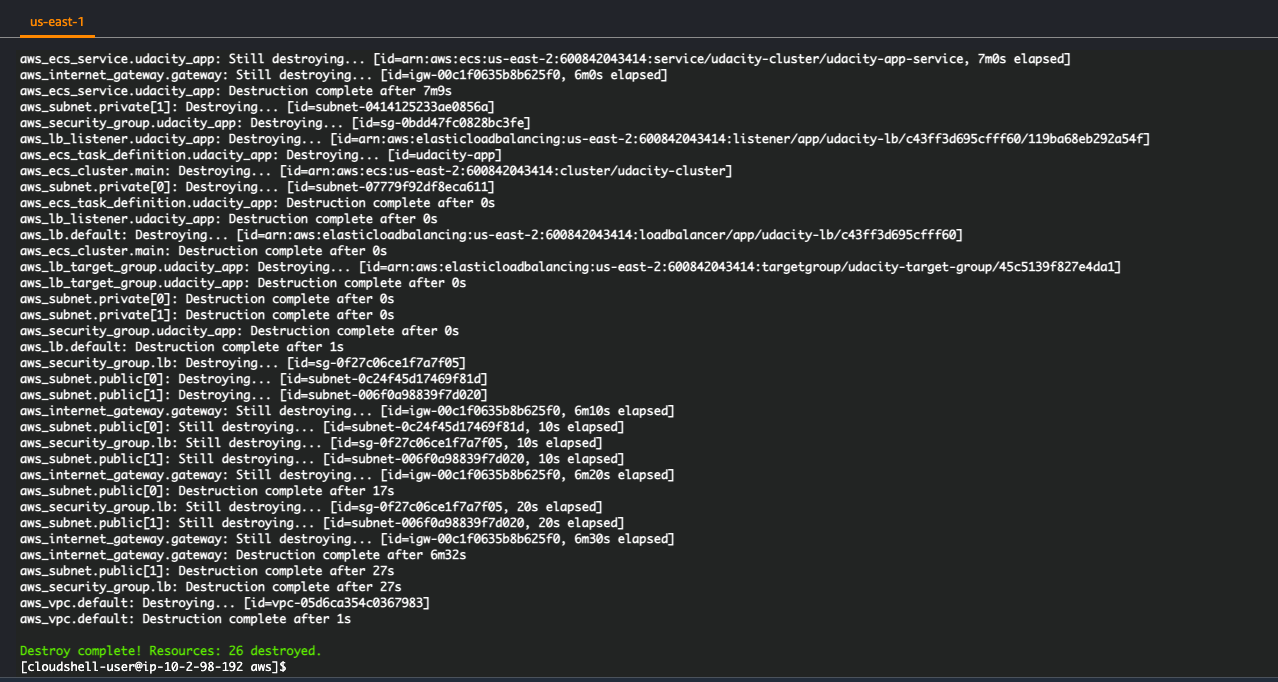 us-east-1
aws_ecs_service.udacity_app: Still destroying... [id=arn:aws:ecs:us-east-2:600842043414:service/udacity-cluster/udacity-app-service, 7m0s elapsed]
aws_internet_gateway.gateway: Still destroying... [id=igw-00c1f0635b8b625f0, 6m0s elapsed]
aws_ecs_service.udacity_app: Destruction complete after 7m9s
aws_subnet.private[1]: Destroying... [id=subnet-0414125233ae0856a]
aws_security_group.udacity_app: Destroying... [id=sg-0bdd47fc0828bc3fe]
aws_lb_listener.udacity_app: Destroying... [id=arn:aws:elasticloadbalancing:us-east-2:600842043414:listener/app/udacity-lb/c43ff3d695cfff60/119ba68eb292a54f]
aws_ecs_task_definition.udacity_app: Destroying... [id=udacity-app]
aws_ecs_cluster.main: Destroying... [id=arn:aws:ecs:us-east-2:600842043414:cluster/udacity-cluster]
aws_subnet.private[0]: Destroying... [id=subnet-07779f92df8eca611]
aws_ecs_task_definition.udacity_app: Destruction complete after 0s
aws_lb_listener.udacity_app: Destruction complete after 0s
aws_lb.default: Destroying... [id=arn:aws:elasticloadbalancing:us-east-2:600842043414:loadbalancer/app/udacity-lb/c43ff3d695cfff60]
aws_ecs_cluster.main: Destruction complete after 0s
aws_lb_target_group.udacity_app: Destroying... [id=arn:aws:elasticloadbalancing:us-east-2:600842043414:targetgroup/udacity-target-group/45c5139f827e4da1]
aws_lb_target_group.udacity_app: Destruction complete after 0s
aws_subnet.private[0]: Destruction complete after 0s
aws_subnet.private[1]: Destruction complete after 0s
aws_security_group.udacity_app: Destruction complete after 0s
aws_lb.default: Destruction complete after 1s
aws_security_group.lb: Destroying... [id=sg-0f27c06ce1f7a7f05]
aws_subnet.public[0]: Destroying... [id=subnet-0c24f45d17469f81d]
aws_subnet.public[1]: Destroying... [id=subnet-006f0a98839f7d020]
aws_internet_gateway.gateway: Still destroying... [id=igw-00c1f0635b8b625f0, 6m10s elapsed]
aws_subnet.public[0]: Still destroying... [id=subnet-0c24f45d17469f81d, 10s elapsed]
aws_security_group.lb: Still destroying... [id=sg-0f27c06ce1f7a7f05, 10s elapsed]
aws_subnet.public[1]: Still destroying... [id=subnet-006f0a98839f7d020, 10s elapsed]
aws_internet_gateway.gateway: Still destroying... [id=igw-00c1f0635b8b625f0, 6m20s elapsed]
aws_subnet.public[0]: Destruction complete after 17s
aws_security_group.lb: Still destroying... [id=sg-0f27c06ce1f7a7f05, 20s elapsed]
aws_subnet.public[1]: Still destroying... [id=subnet-006f0a98839f7d020, 20s elapsed]
aws_internet_gateway.gateway: Still destroying... [id=igw-00c1f0635b8b625f0, 6m30s elapsed]
aws_internet_gateway.gateway: Destruction complete after 6m32s
aws_subnet.public[1]: Destruction complete after 27s
aws_security_group.lb: Destruction complete after 27s
aws_vpc.default: Destroying... [id=vpc-05d6ca354c0367983]
aws_vpc.default: Destruction complete after 1s
Destroy complete! Resources: 26 destroyed.
[cloudshell-user@ip-10-2-98-192 aws]$